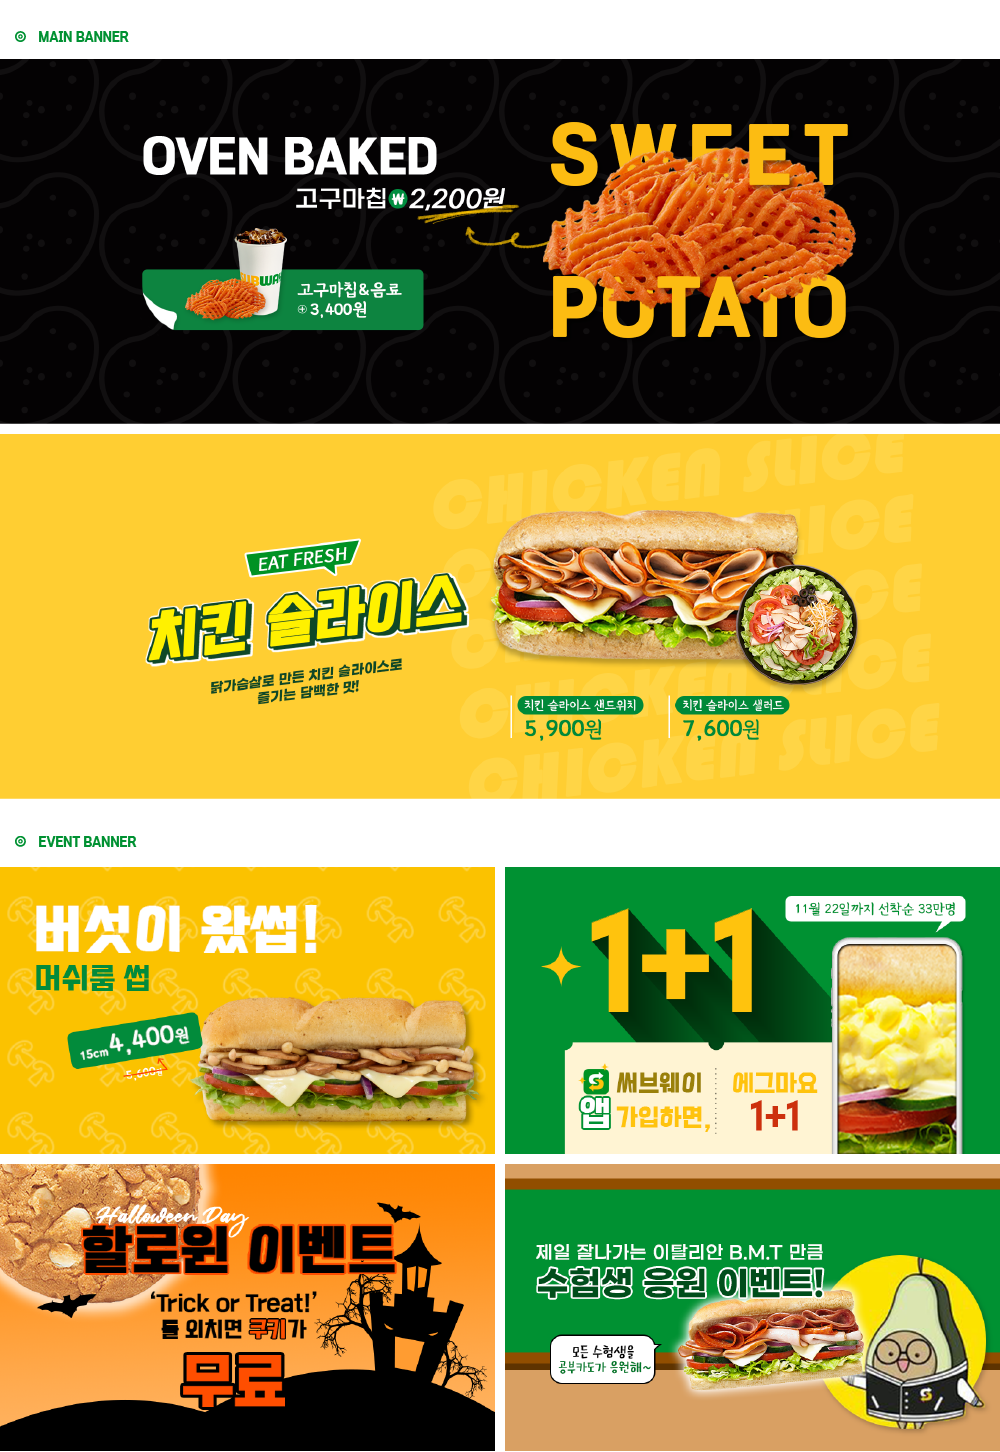 MAIN BANNER
OVEN BAKED
고구마칩₩2,200원
SWEET
POTATO
고구마칩&음료
+3,400원
CHICKEN SLICE
EAT FRESH
치킨 슬라이스
닭가슴살로 만든 치킨 슬라이스로
즐기는 담백한 맛!
치킨 슬라이스 샌드위치
5,900원
치킨 슬라이스 샐러드
7,600원
CHICKEN SLICE
EVENT BANNER
버섯이 왔썹!
머쉬룸 썹
15cm 4,400원
5,600원
11월 22일까지 선착순 33만명
1+1
써브웨이
앱 가입하면,
에그마요
1+1
Halloween Day
할로윈 이벤트
‘Trick or Treat!’
를 외치면 쿠키가
무료
제일 잘나가는 이탈리안 B.M.T 만큼
수험생 응원 이벤트!
모든 수험생을
공부카도가 응원해~